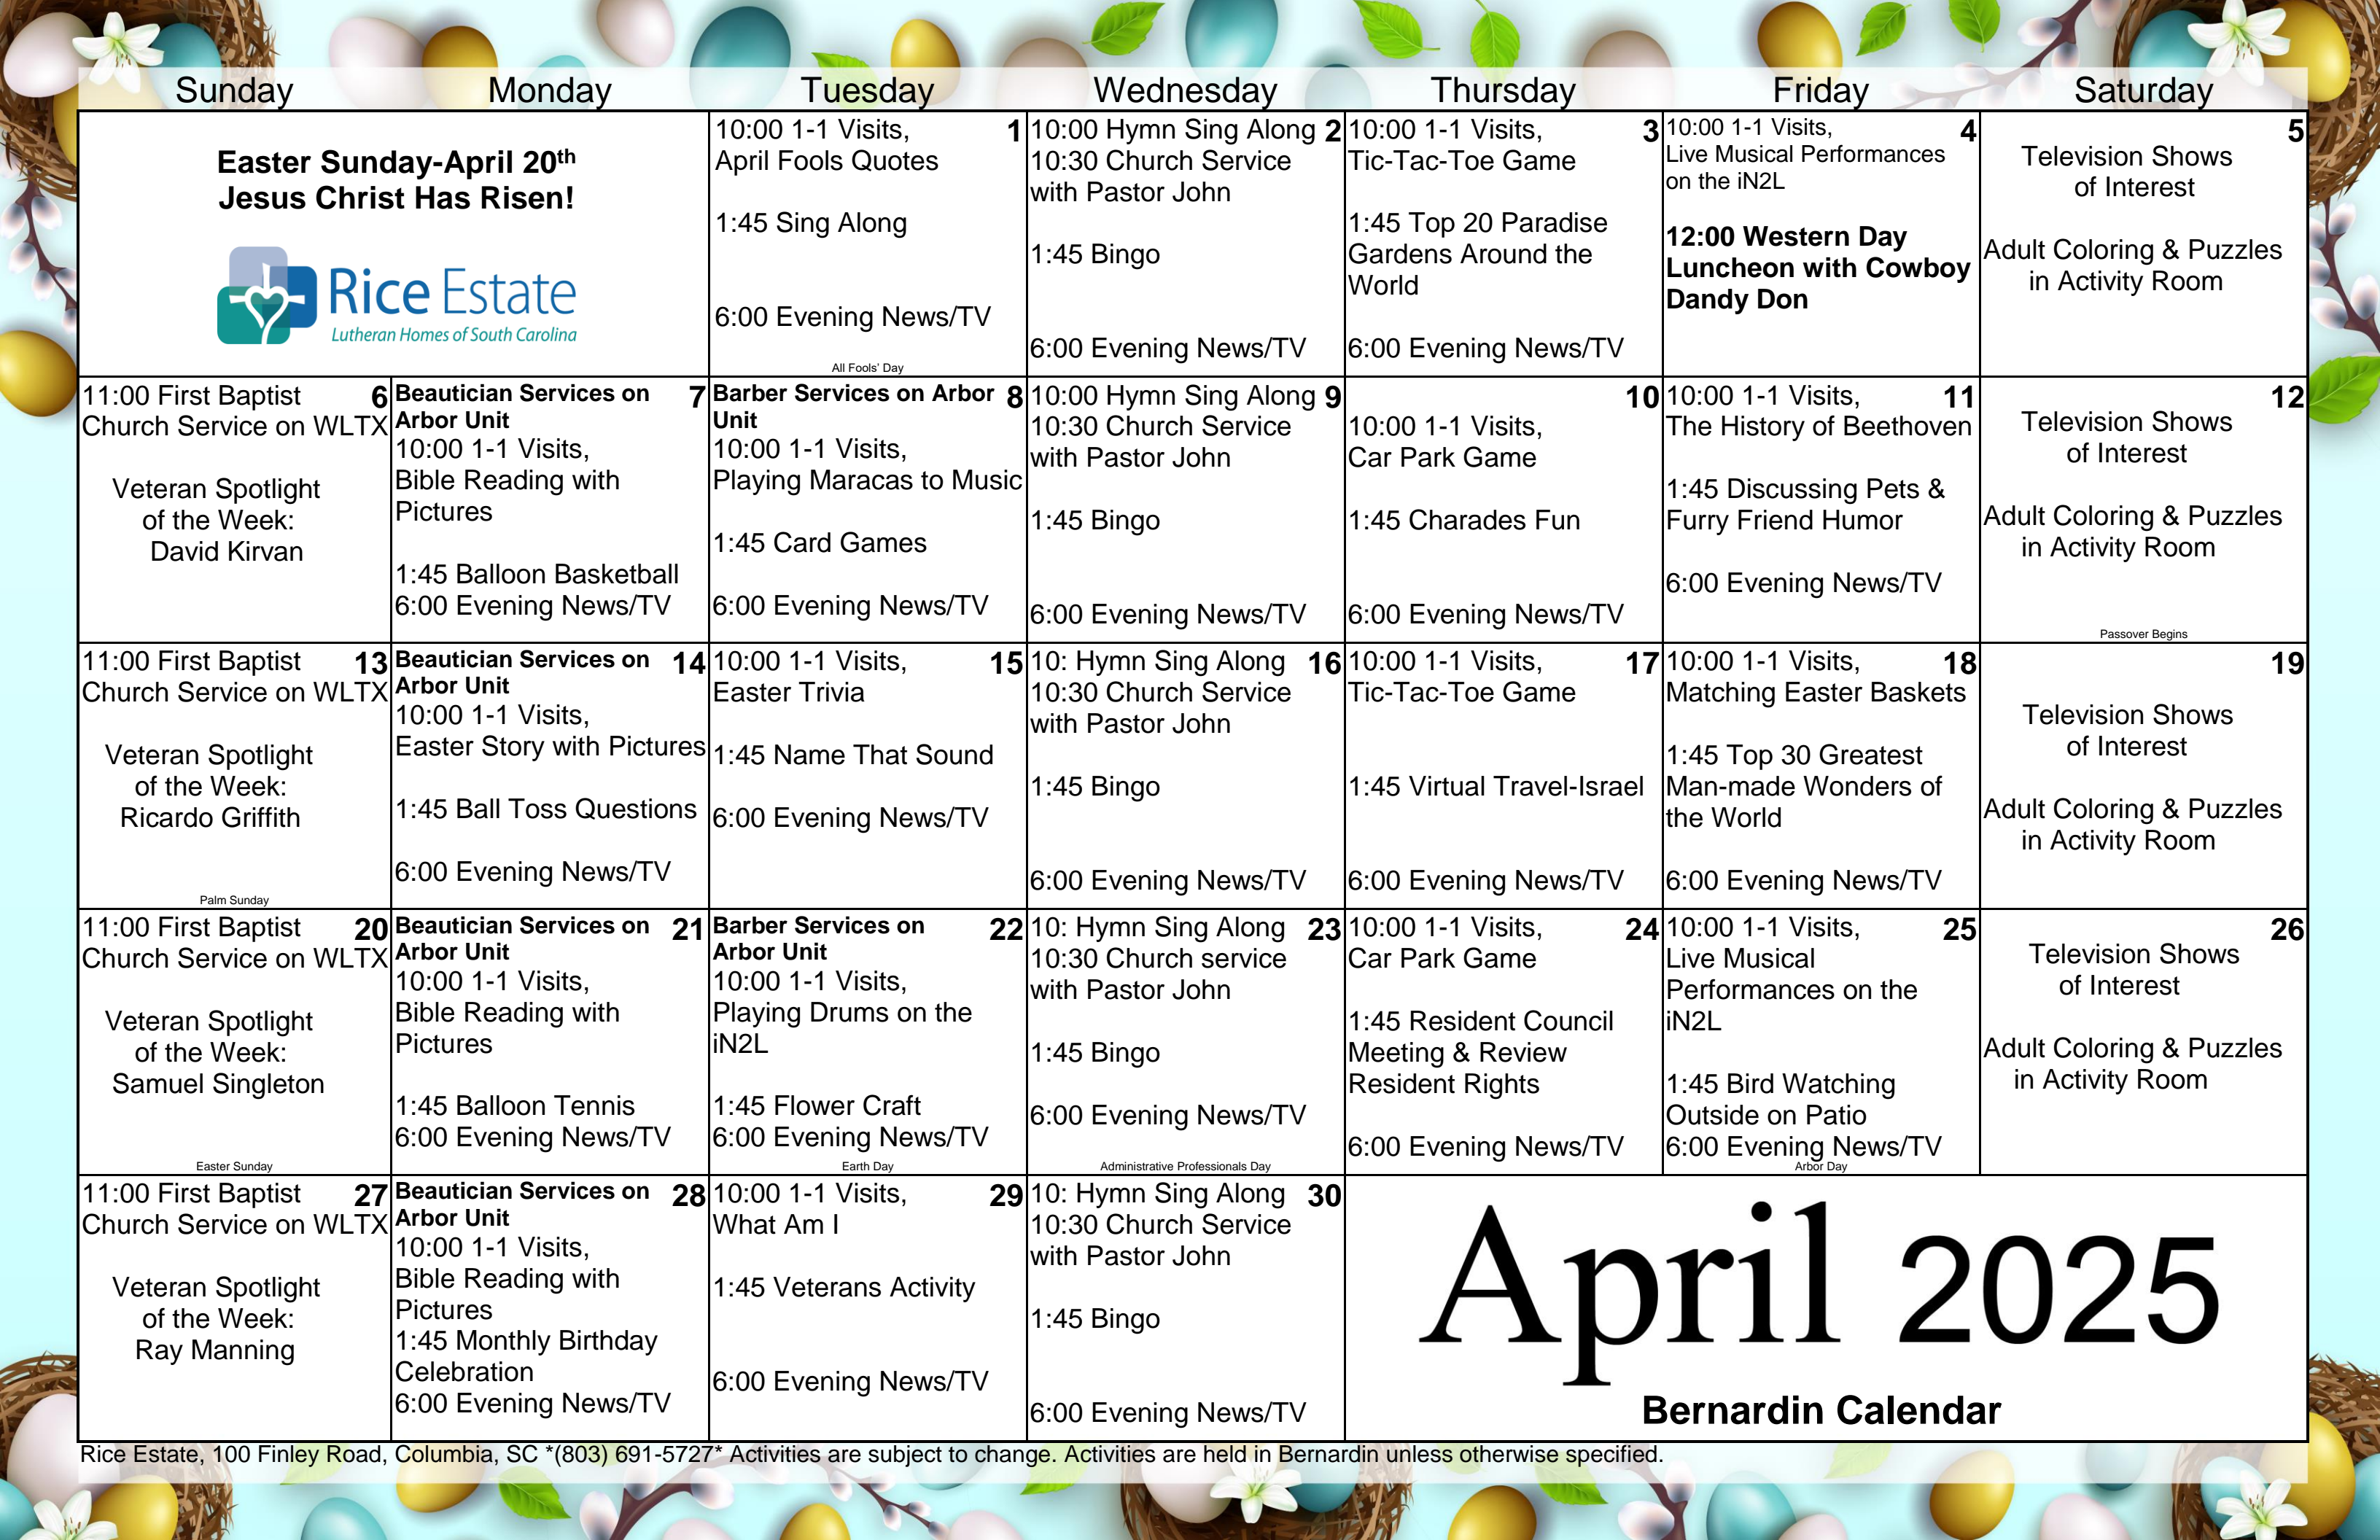 Sunday
Monday
Tuesday
Wednesday
Thursday
Friday
Saturday
Easter Sunday-April 20th
Jesus Christ Has Risen!
Rice Estate
Lutheran Homes of South Carolina
1
10:00 1-1 Visits,
April Fools Quotes
1:45 Sing Along
6:00 Evening News/TV
All Fools' Day
2
10:00 Hymn Sing Along
10:30 Church Service
with Pastor John
1:45 Bingo
6:00 Evening News/TV
3
10:00 1-1 Visits,
Tic-Tac-Toe Game
1:45 Top 20 Paradise
Gardens Around the
World
6:00 Evening News/TV
4
10:00 1-1 Visits,
Live Musical Performances
on the iN2L
12:00 Western Day
Luncheon with Cowboy
Dandy Don
5
Television Shows
of Interest
Adult Coloring & Puzzles
in Activity Room
6
11:00 First Baptist
Church Service on WLTX
Veteran Spotlight
of the Week:
David Kirvan
7
Beautician Services on
Arbor Unit
10:00 1-1 Visits,
Bible Reading with
Pictures
1:45 Balloon Basketball
6:00 Evening News/TV
8
Barber Services on Arbor
Unit
10:00 1-1 Visits,
Playing Maracas to Music
1:45 Card Games
6:00 Evening News/TV
9
10:00 Hymn Sing Along
10:30 Church Service
with Pastor John
1:45 Bingo
6:00 Evening News/TV
10
10:00 1-1 Visits,
Car Park Game
1:45 Charades Fun
6:00 Evening News/TV
11
10:00 1-1 Visits,
The History of Beethoven
1:45 Discussing Pets &
Furry Friend Humor
6:00 Evening News/TV
12
Television Shows
of Interest
Adult Coloring & Puzzles
in Activity Room
Passover Begins
13
11:00 First Baptist
Church Service on WLTX
Veteran Spotlight
of the Week:
Ricardo Griffith
Palm Sunday
14
Beautician Services on
Arbor Unit
10:00 1-1 Visits,
Easter Story with Pictures
1:45 Ball Toss Questions
6:00 Evening News/TV
15
10:00 1-1 Visits,
Easter Trivia
1:45 Name That Sound
6:00 Evening News/TV
16
10: Hymn Sing Along
10:30 Church Service
with Pastor John
1:45 Bingo
6:00 Evening News/TV
17
10:00 1-1 Visits,
Tic-Tac-Toe Game
1:45 Virtual Travel-Israel
6:00 Evening News/TV
18
10:00 1-1 Visits,
Matching Easter Baskets
1:45 Top 30 Greatest
Man-made Wonders of
the World
6:00 Evening News/TV
19
Television Shows
of Interest
Adult Coloring & Puzzles
in Activity Room
20
11:00 First Baptist
Church Service on WLTX
Veteran Spotlight
of the Week:
Samuel Singleton
Easter Sunday
21
Beautician Services on
Arbor Unit
10:00 1-1 Visits,
Bible Reading with
Pictures
1:45 Balloon Tennis
6:00 Evening News/TV
22
Barber Services on
Arbor Unit
10:00 1-1 Visits,
Playing Drums on the
iN2L
1:45 Flower Craft
6:00 Evening News/TV
Earth Day
23
10: Hymn Sing Along
10:30 Church service
with Pastor John
1:45 Bingo
6:00 Evening News/TV
Administrative Professionals Day
24
10:00 1-1 Visits,
Car Park Game
1:45 Resident Council
Meeting & Review
Resident Rights
6:00 Evening News/TV
25
10:00 1-1 Visits,
Live Musical
Performances on the
iN2L
1:45 Bird Watching
Outside on Patio
6:00 Evening News/TV
Arbor Day
26
Television Shows
of Interest
Adult Coloring & Puzzles
in Activity Room
27
11:00 First Baptist
Church Service on WLTX
Veteran Spotlight
of the Week:
Ray Manning
28
Beautician Services on
Arbor Unit
10:00 1-1 Visits,
Bible Reading with
Pictures
1:45 Monthly Birthday
Celebration
6:00 Evening News/TV
29
10:00 1-1 Visits,
What Am I
1:45 Veterans Activity
6:00 Evening News/TV
30
10: Hymn Sing Along
10:30 Church Service
with Pastor John
1:45 Bingo
6:00 Evening News/TV
April 2025
Bernardin Calendar
Rice Estate, 100 Finley Road, Columbia, SC *(803) 691-5727* Activities are subject to change. Activities are held in Bernardin unless otherwise specified.